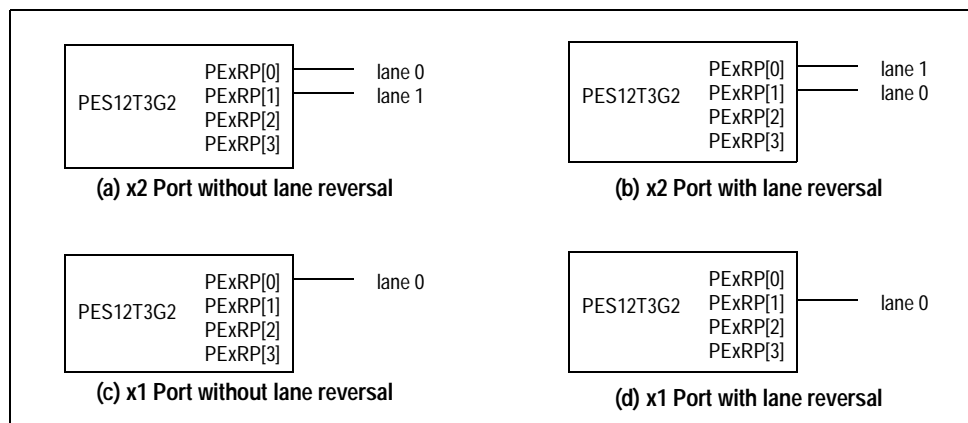 PES12T3G2
PExRP[0]
PExRP[1]
PExRP[2]
PExRP[3]
lane 0
lane 1
(a) x2 Port without lane reversal
PES12T3G2
PExRP[0]
PExRP[1]
PExRP[2]
PExRP[3]
lane 1
lane 0
(b) x2 Port with lane reversal
PES12T3G2
PExRP[0]
PExRP[1]
PExRP[2]
PExRP[3]
lane 0
(c) x1 Port without lane reversal
PES12T3G2
PExRP[0]
PExRP[1]
PExRP[2]
PExRP[3]
lane 0
(d) x1 Port with lane reversal